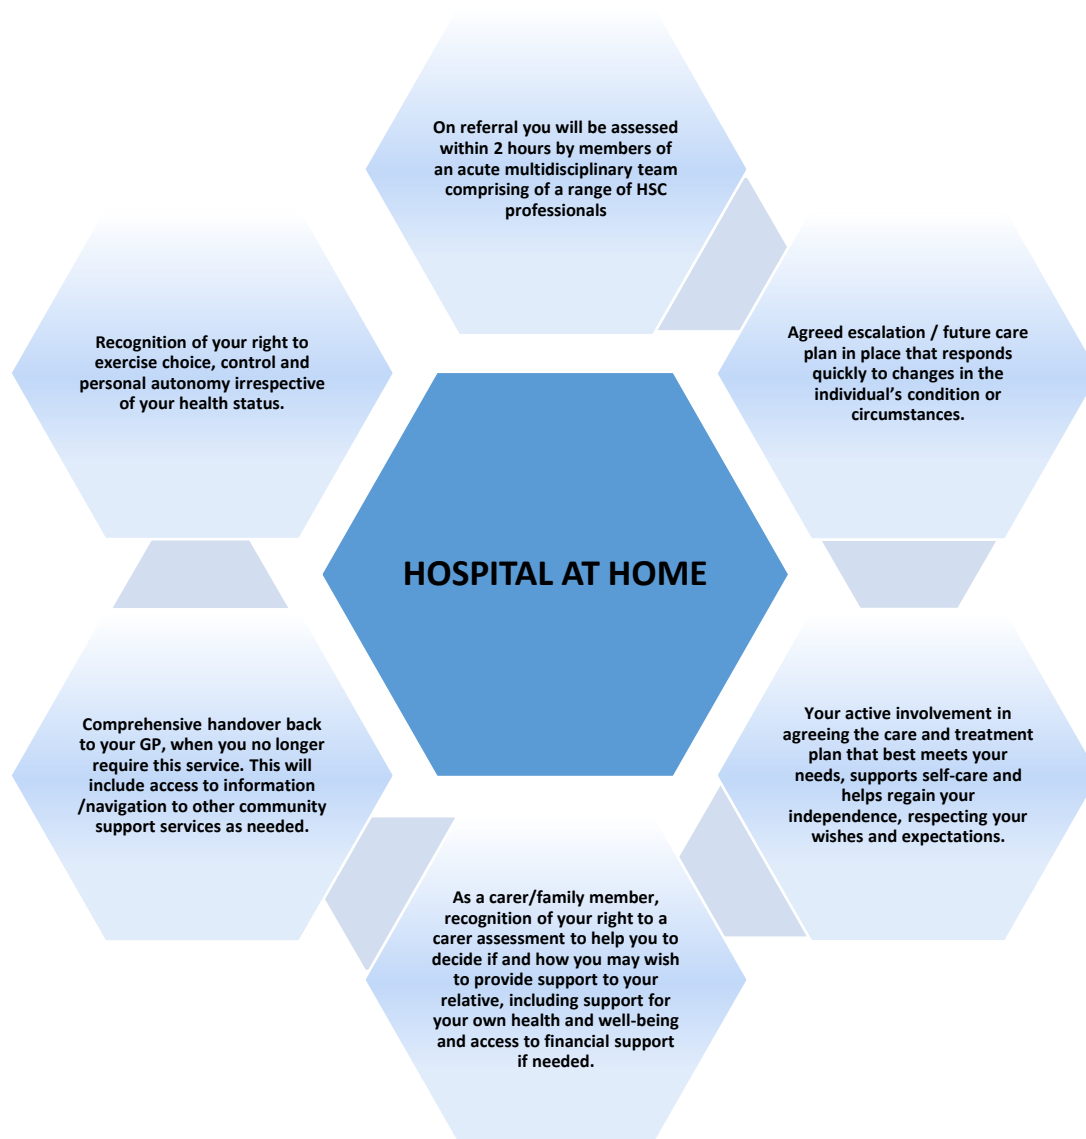 On referral you will be assessed
within 2 hours by members of
an acute multidisciplinary team
comprising of a range of HSC
professionals
Agreed escalation / future care
plan in place that responds
quickly to changes in the
individual’s condition or
circumstances.
Your active involvement in
agreeing the care and treatment
plan that best meets your
needs, supports self-care and
helps regain your
independence, respecting your
wishes and expectations.
As a carer/family member,
recognition of your right to a
carer assessment to help you to
decide if and how you may wish
to provide support to your
relative, including support for
your own health and well-being
and access to financial support
if needed.
Comprehensive handover back
to your GP, when you no longer
require this service. This will
include access to information
/navigation to other community
support services as needed.
Recognition of your right to
exercise choice, control and
personal autonomy irrespective
of your health status.
HOSPITAL AT HOME